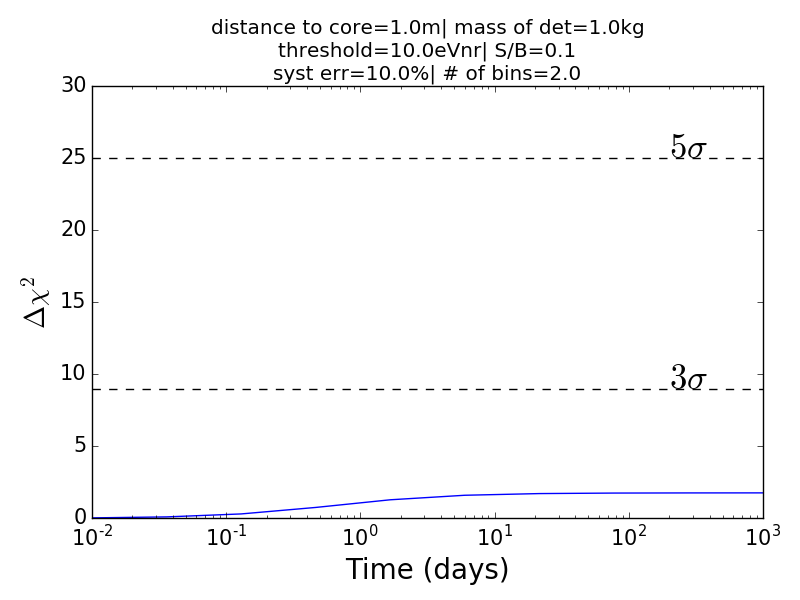 distance to core=1.0m| mass of det=1.0kg
threshold=10.0eVnr| S/B=0.1
syst err=10.0%| # of bins=2.0
30
25
20
15
10
5
0
5σ
3σ
Δχ²
10⁻² 10⁻¹ 10⁰ 10¹ 10² 10³
Time (days)